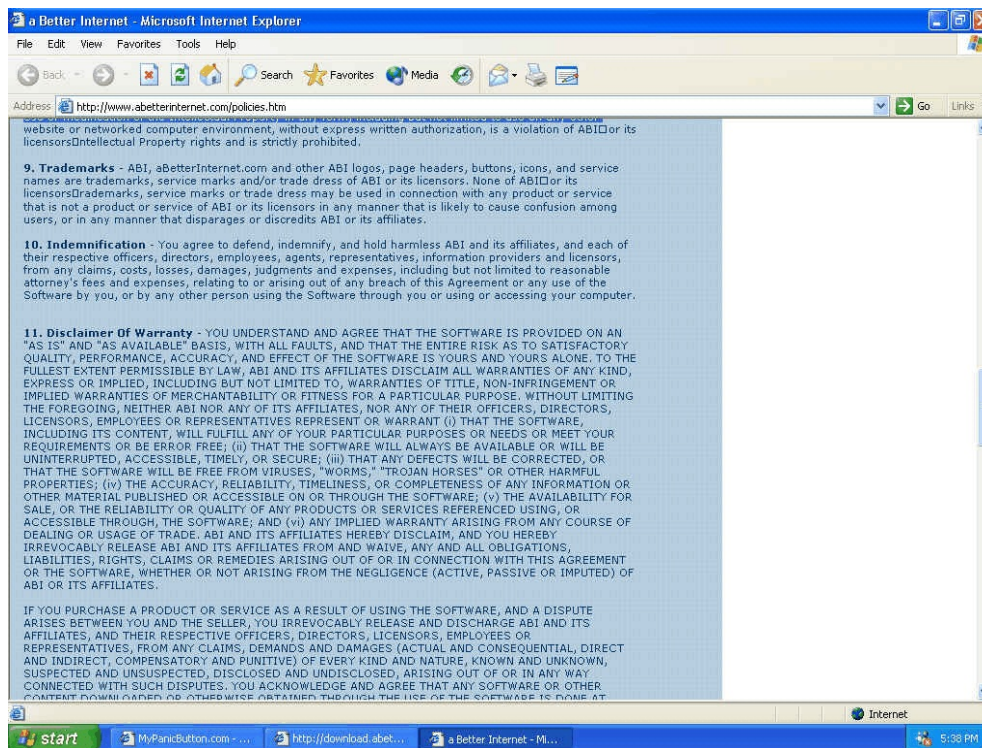 a Better Internet - Microsoft Internet Explorer
File Edit View Favorites Tools Help
Back Search Favorites Media
Address http://www.abetterinternet.com/policies.htm Go Links
website or networked computer environment, without express written authorization, is a violation of ABI□or its
licensors□ntellectual Property rights and is strictly prohibited.
9. Trademarks - ABI, aBetterInternet.com and other ABI logos, page headers, buttons, icons, and service
names are trademarks, service marks and/or trade dress of ABI or its licensors. None of ABI□or its
licensors□rademarks, service marks or trade dress may be used in connection with any product or service
that is not a product or service of ABI or its licensors in any manner that is likely to cause confusion among
users, or in any manner that disparages or discredits ABI or its affiliates.
10. Indemnification - You agree to defend, indemnify, and hold harmless ABI and its affiliates, and each of
their respective officers, directors, employees, agents, representatives, information providers and licensors,
from any claims, costs, losses, damages, judgments and expenses, including but not limited to reasonable
attorney's fees and expenses, relating to or arising out of any breach of this Agreement or any use of the
Software by you, or by any other person using the Software through you or using or accessing your computer.
11. Disclaimer Of Warranty - YOU UNDERSTAND AND AGREE THAT THE SOFTWARE IS PROVIDED ON AN
"AS IS" AND "AS AVAILABLE" BASIS, WITH ALL FAULTS, AND THAT THE ENTIRE RISK AS TO SATISFACTORY
QUALITY, PERFORMANCE, ACCURACY, AND EFFECT OF THE SOFTWARE IS YOURS AND YOURS ALONE. TO THE
FULLEST EXTENT PERMISSIBLE BY LAW, ABI AND ITS AFFILIATES DISCLAIM ALL WARRANTIES OF ANY KIND,
EXPRESS OR IMPLIED, INCLUDING BUT NOT LIMITED TO, WARRANTIES OF TITLE, NON-INFRINGEMENT OR
IMPLIED WARRANTIES OF MERCHANTABILITY OR FITNESS FOR A PARTICULAR PURPOSE. WITHOUT LIMITING
THE FOREGOING, NEITHER ABI NOR ANY OF ITS AFFILIATES, NOR ANY OF THEIR OFFICERS, DIRECTORS,
LICENSORS, EMPLOYEES OR REPRESENTATIVES REPRESENT OR WARRANT (i) THAT THE SOFTWARE,
INCLUDING ITS CONTENT, WILL FULFILL ANY OF YOUR PARTICULAR PURPOSES OR NEEDS OR MEET YOUR
REQUIREMENTS OR BE ERROR FREE; (ii) THAT THE SOFTWARE WILL ALWAYS BE AVAILABLE OR WILL BE
UNINTERRUPTED, ACCESSIBLE, TIMELY, OR SECURE; (iii) THAT ANY DEFECTS WILL BE CORRECTED, OR
THAT THE SOFTWARE WILL BE FREE FROM VIRUSES, "WORMS," "TROJAN HORSES" OR OTHER HARMFUL
PROPERTIES; (iv) THE ACCURACY, RELIABILITY, TIMELINESS, OR COMPLETENESS OF ANY INFORMATION OR
OTHER MATERIAL PUBLISHED OR ACCESSIBLE ON OR THROUGH THE SOFTWARE; (v) THE AVAILABILITY FOR
SALE, OR THE RELIABILITY OR QUALITY OF ANY PRODUCTS OR SERVICES REFERENCED USING, OR
ACCESSIBLE THROUGH, THE SOFTWARE; AND (vi) ANY IMPLIED WARRANTY ARISING FROM ANY COURSE OF
DEALING OR USAGE OF TRADE. ABI AND ITS AFFILIATES HEREBY DISCLAIM, AND YOU HEREBY
IRREVOCABLY RELEASE ABI AND ITS AFFILIATES FROM AND WAIVE, ANY AND ALL OBLIGATIONS,
LIABILITIES, RIGHTS, CLAIMS OR REMEDIES ARISING OUT OF OR IN CONNECTION WITH THIS AGREEMENT
OR THE SOFTWARE, WHETHER OR NOT ARISING FROM THE NEGLIGENCE (ACTIVE, PASSIVE OR IMPUTED) OF
ABI OR ITS AFFILIATES.
IF YOU PURCHASE A PRODUCT OR SERVICE AS A RESULT OF USING THE SOFTWARE, AND A DISPUTE
ARISES BETWEEN YOU AND THE SELLER, YOU IRREVOCABLY RELEASE AND DISCHARGE ABI AND ITS
AFFILIATES, AND THEIR RESPECTIVE OFFICERS, DIRECTORS, LICENSORS, EMPLOYEES OR
REPRESENTATIVES, FROM ANY CLAIMS, DEMANDS AND DAMAGES (ACTUAL AND CONSEQUENTIAL, DIRECT
AND INDIRECT, COMPENSATORY AND PUNITIVE) OF EVERY KIND AND NATURE, KNOWN AND UNKNOWN,
SUSPECTED AND UNSUSPECTED, DISCLOSED AND UNDISCLOSED, ARISING OUT OF OR IN ANY WAY
CONNECTED WITH SUCH DISPUTES. YOU ACKNOWLEDGE AND AGREE THAT ANY SOFTWARE OR OTHER
CONTENT DOWNLOADED OR OTHERWISE OBTAINED THROUGH THE USE OF THE SOFTWARE IS DONE AT
Internet
start MyPanicButton.com - ... http://download.abet... a Better Internet - Mi... 5:38 PM